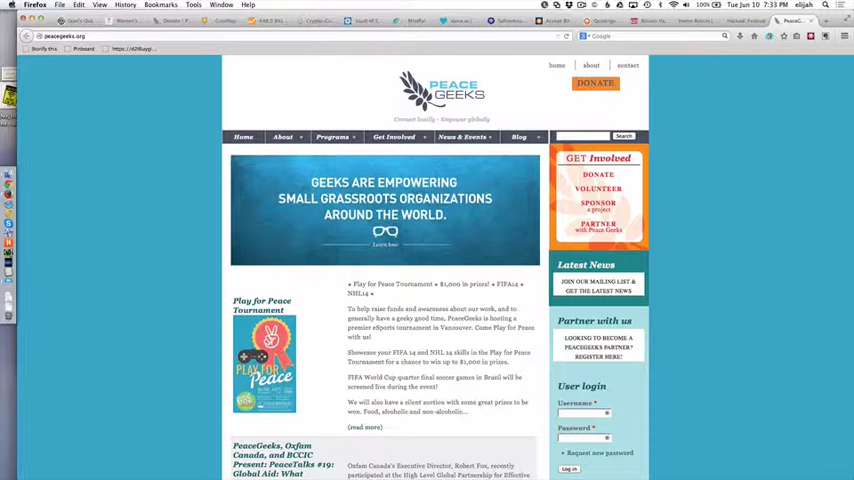 Firefox File Edit View History Bookmarks Tools Window Help
100% Tue Jun 10 7:33 PM elijah
peacegeeks.org
Google
Storify this Pinboard
home about contact
DONATE
PEACE
GEEKS
Connect locally - Empower globally
Home About Programs Get Involved News & Events Blog
Search
GEEKS ARE EMPOWERING
SMALL GRASSROOTS ORGANIZATIONS
AROUND THE WORLD.
Learn how
GET Involved
DONATE
VOLUNTEER
SPONSOR
a project
PARTNER
with Peace Geeks
Latest News
JOIN OUR MAILING LIST &
GET THE LATEST NEWS
Partner with us
LOOKING TO BECOME A
PEACEGEEKS PARTNER?
REGISTER HERE!
User login
Username *
Password *
Request new password
Log in
Play for Peace
Tournament
PLAY FOR
Peace
* Play for Peace Tournament * $1,000 in prizes! * FIFA14 *
NHL14 *
To help raise funds and awareness about our work, and to
generally have a geeky good time, PeaceGeeks is hosting a
premier eSports tournament in Vancouver. Come Play for Peace
with us!
Showcase your FIFA 14 and NHL 14 skills in the Play for Peace
Tournament for a chance to win up to $1,000 in prizes.
FIFA World Cup quarter final soccer games in Brazil will be
screened live during the event!
We will also have a silent auction with some great prizes to be
won. Food, alcoholic and non-alcoholic...
(read more)
PeaceGeeks, Oxfam
Canada, and BCCIC
Present: PeaceTalks #19:
Global Aid: What
Oxfam Canada's Executive Director, Robert Fox, recently
participated at the High Level Global Partnership for Effective